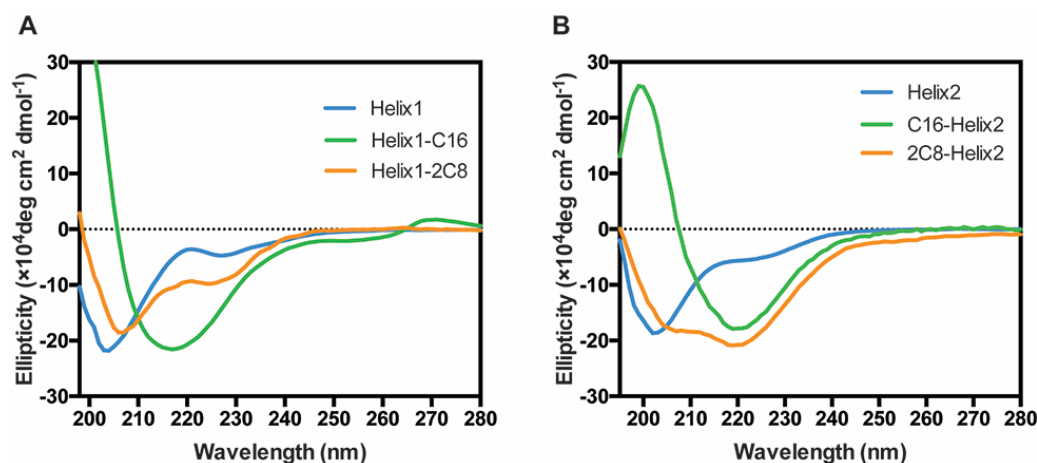 A
Ellipticity (×10⁴deg cm² dmol⁻¹)
30
20
10
0
-10
-20
-30
Helix1
Helix1-C16
Helix1-2C8
200 210 220 230 240 250 260 270 280
Wavelength (nm)
B
Ellipticity (×10⁴deg cm² dmol⁻¹)
30
20
10
0
-10
-20
-30
Helix2
C16-Helix2
2C8-Helix2
200 210 220 230 240 250 260 270 280
Wavelength (nm)